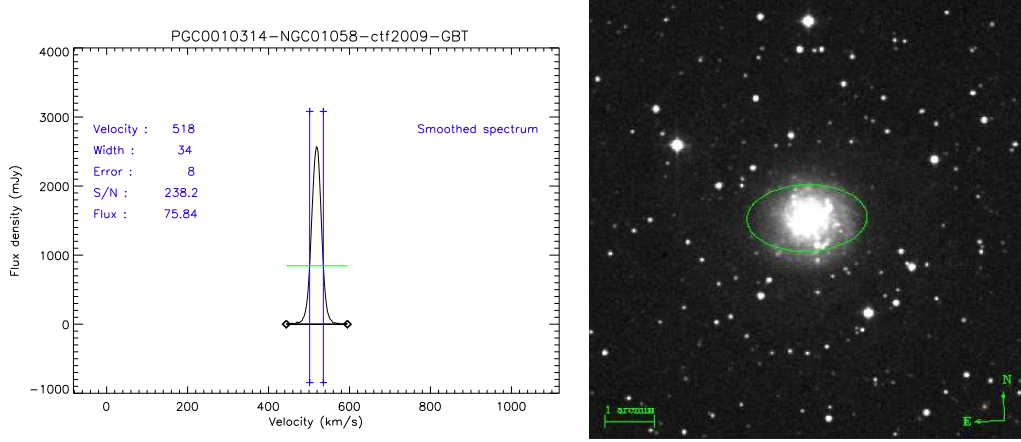 PGC0010314-NGC01058-ctf2009-GBT
4000
3000
2000
1000
0
-1000
Flux density (mJy)
Velocity : 518
Width : 34
Error : 8
S/N : 238.2
Flux : 75.84
Smoothed spectrum
0 200 400 600 800 1000
Velocity (km/s)
1 arcmin
N
E